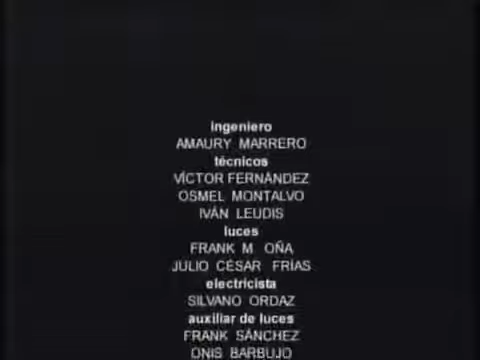 ingeniero
AMAURY MARRERO
técnicos
VÍCTOR FERNÁNDEZ
OSMEL MONTALVO
IVÁN LEUDIS
luces
FRANK M OÑA
JULIO CÉSAR FRÍAS
electricista
SILVANO ORDAZ
auxiliar de luces
FRANK SÁNCHEZ
ONIS BARBUJO